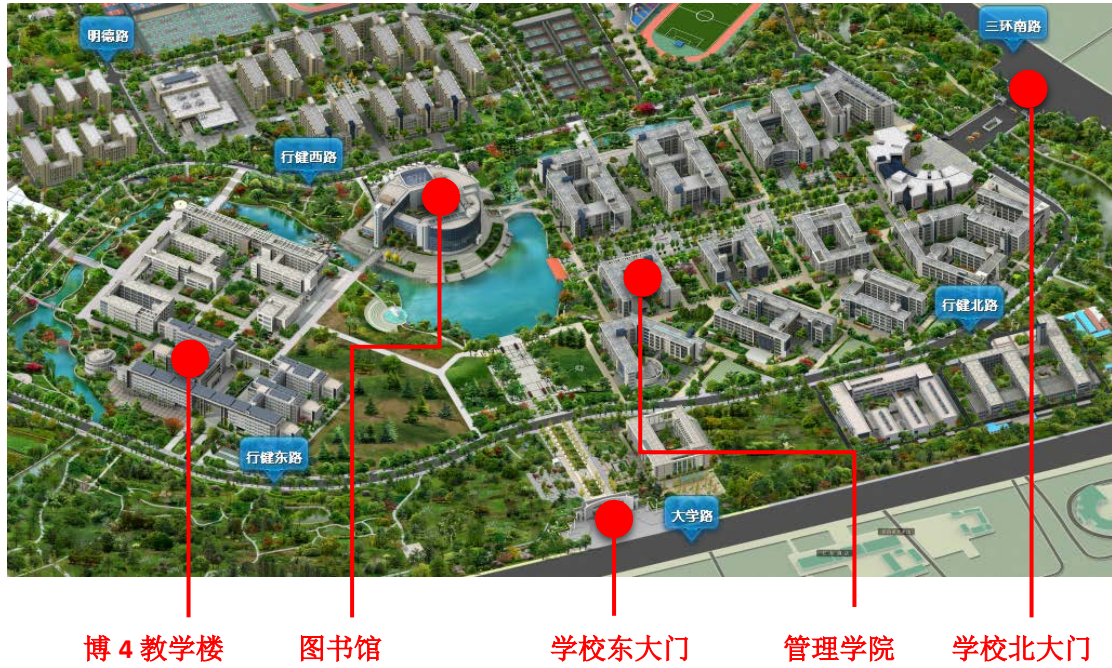 明德路
三环南路
行健西路
行健北路
行健东路
大学路
博 4 教学楼
图书馆
学校东大门
管理学院
学校北大门